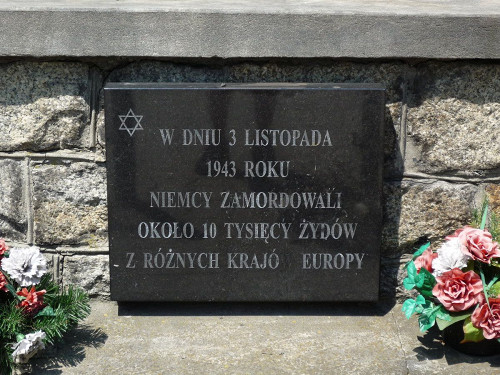 W DNIU 3 LISTOPADA
1943 ROKU
NIEMCY ZAMORDOWALI
OKOŁO 10 TYSIĘCY ŻYDÓW
Z RÓŻNYCH KRAJÓ EUROPY